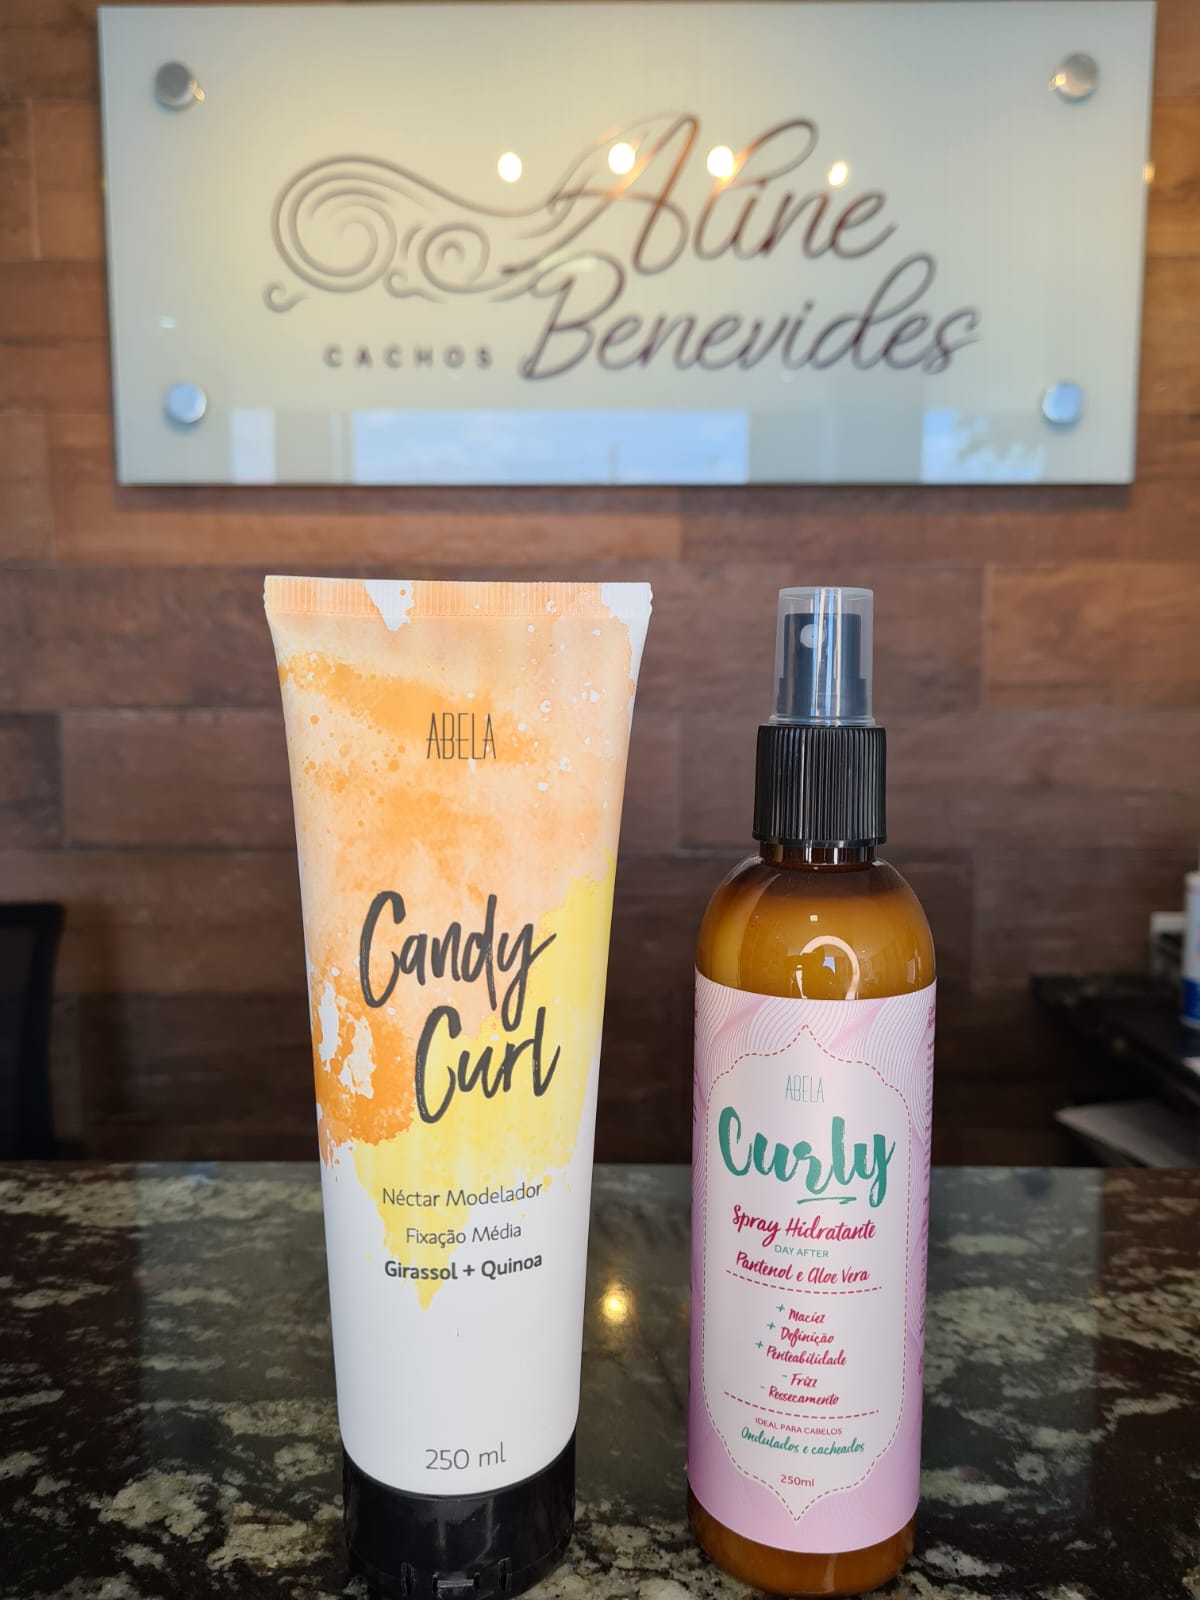 Aline
Benevides
CACHOS
ABELA
Candy
Curl
Néctar Modelador
Fixação Média
Girassol + Quinoa
250 ml
ABELA
Curly
Spray Hidratante
DAY AFTER
Pantenol e Aloe Vera
+ Maciez
+ Definição
+ Penteabilidade
- Frizz
- Ressecamento
IDEAL PARA CABELOS
Ondulados e cacheados
250ml